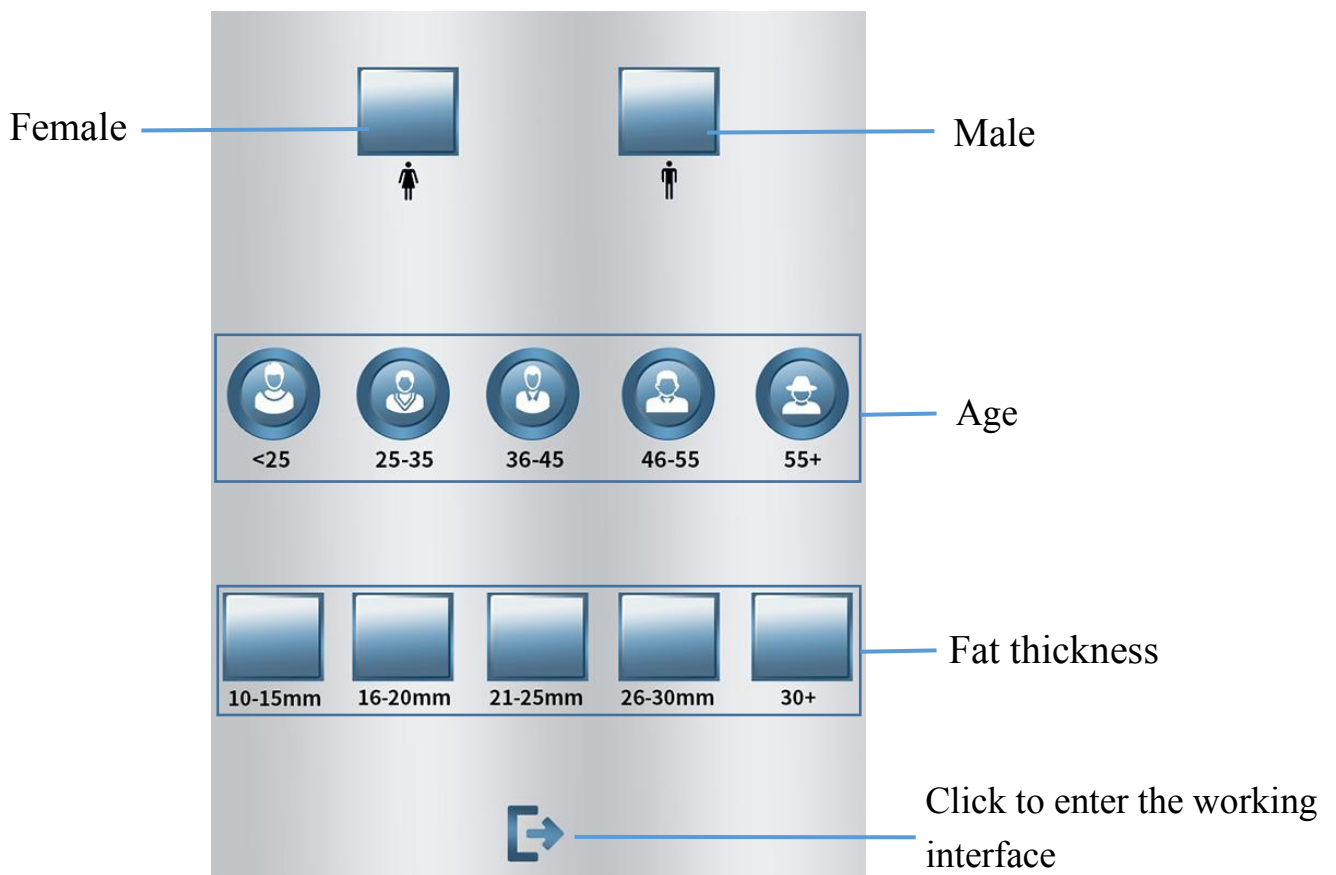 Female
Male
<25
25-35
36-45
46-55
55+
Age
10-15mm
16-20mm
21-25mm
26-30mm
30+
Fat thickness
Click to enter the working
interface